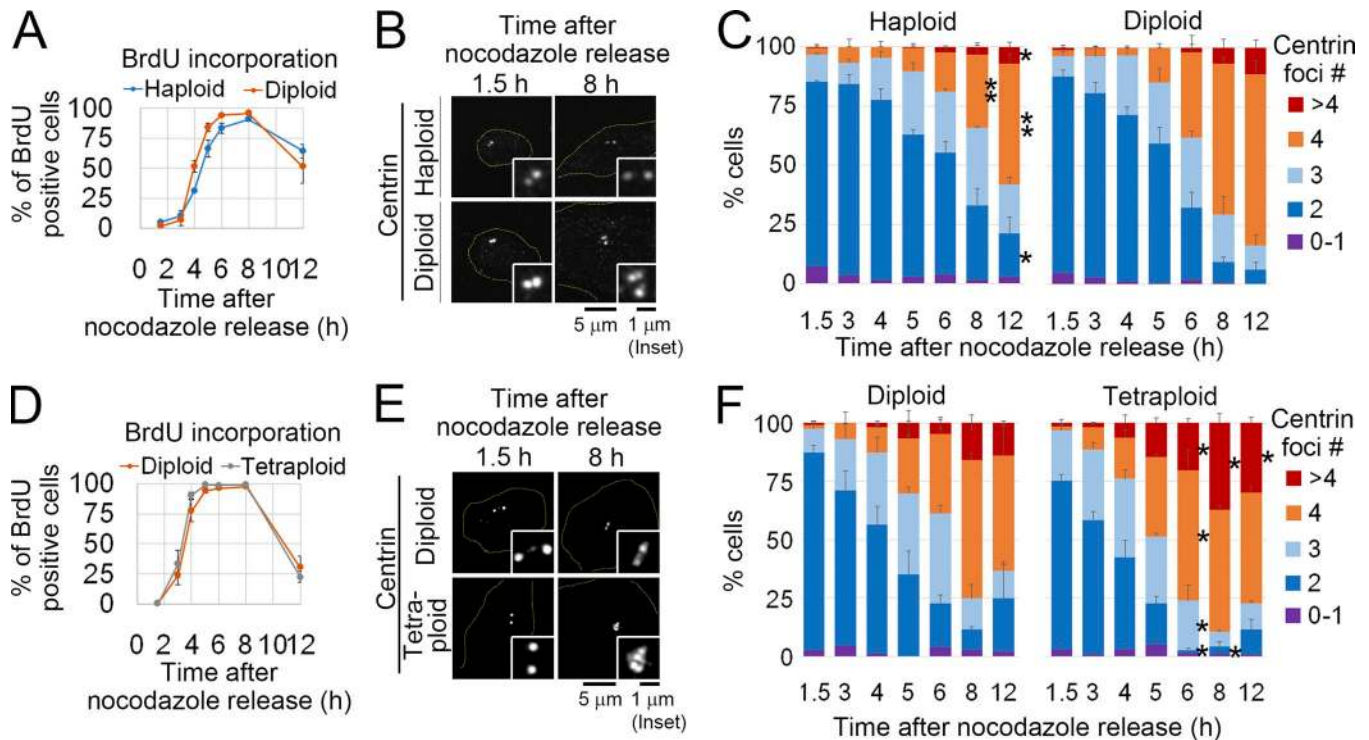 A
BrdU incorporation
Haploid Diploid
% of BrdU
positive cells
100
75
50
25
0
0 2 4 6 8 10 12
Time after
nocodazole release (h)
B
Time after
nocodazole release
1.5 h 8 h
Centrin
Haploid
Diploid
5 μm 1 μm
(Inset)
C
Haploid Diploid
% cells
100
75
50
25
0
*
**
**
*
1.5 3 4 5 6 8 12 1.5 3 4 5 6 8 12
Time after nocodazole release (h)
Centrin
foci #
>4
4
3
2
0-1
D
BrdU incorporation
Diploid Tetraploid
% of BrdU
positive cells
100
75
50
25
0
0 2 4 6 8 10 12
Time after
nocodazole release (h)
E
Time after
nocodazole release
1.5 h 8 h
Centrin
Diploid
Tetra-
ploid
5 μm 1 μm
(Inset)
F
Diploid Tetraploid
% cells
100
75
50
25
0
* * *
*
*
* *
1.5 3 4 5 6 8 12 1.5 3 4 5 6 8 12
Time after nocodazole release (h)
Centrin
foci #
>4
4
3
2
0-1